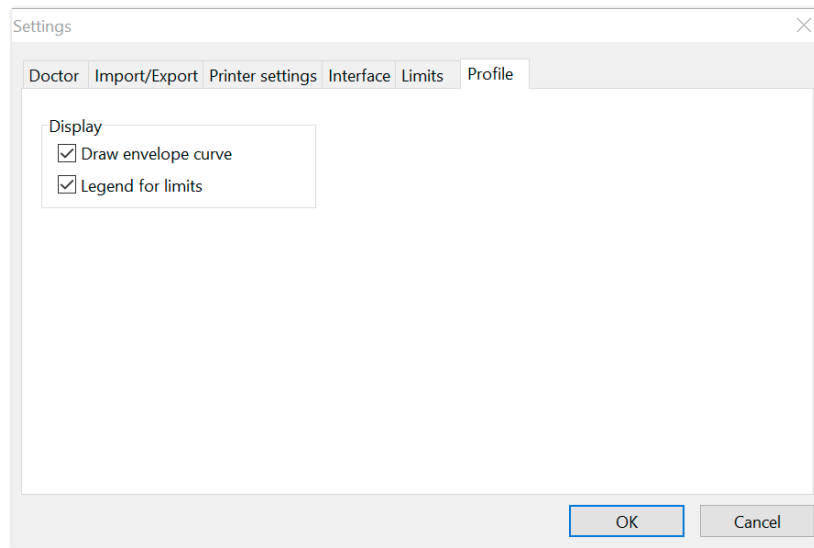 Settings
Doctor Import/Export Printer settings Interface Limits Profile
Display
Draw envelope curve
Legend for limits
OK Cancel